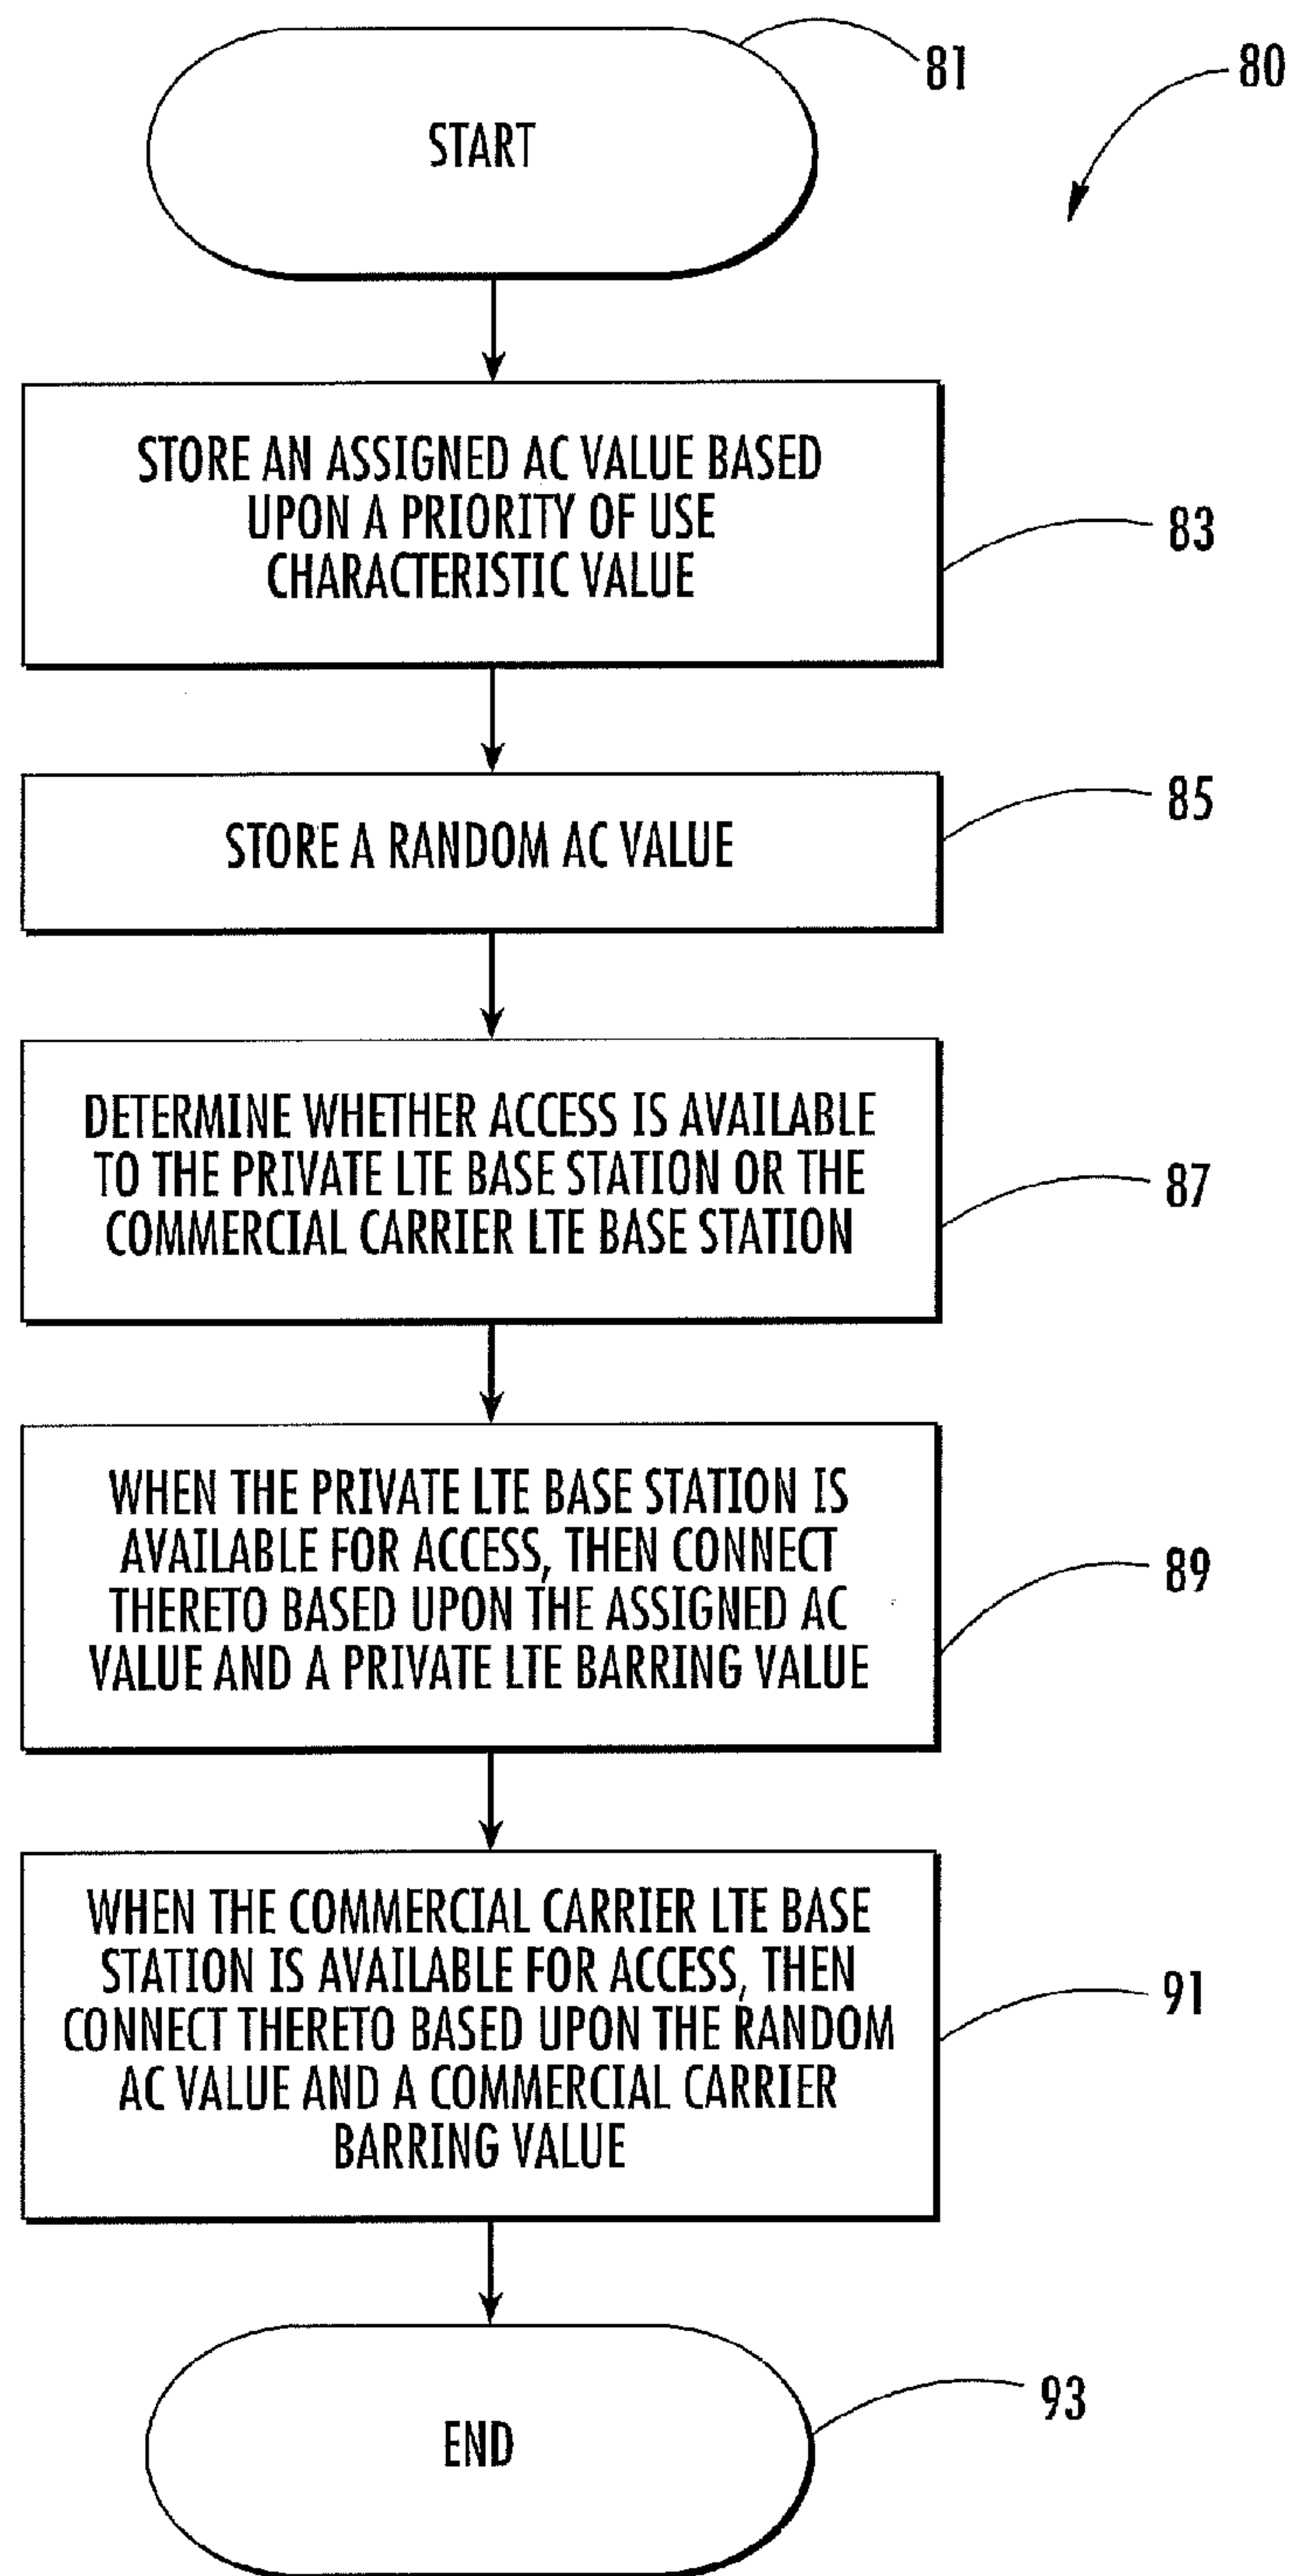 81
80
START
STORE AN ASSIGNED AC VALUE BASED
UPON A PRIORITY OF USE
CHARACTERISTIC VALUE
83
STORE A RANDOM AC VALUE
85
DETERMINE WHETHER ACCESS IS AVAILABLE
TO THE PRIVATE LTE BASE STATION OR THE
COMMERCIAL CARRIER LTE BASE STATION
87
WHEN THE PRIVATE LTE BASE STATION IS
AVAILABLE FOR ACCESS, THEN CONNECT
THERETO BASED UPON THE ASSIGNED AC
VALUE AND A PRIVATE LTE BARRING VALUE
89
WHEN THE COMMERCIAL CARRIER LTE BASE
STATION IS AVAILABLE FOR ACCESS, THEN
CONNECT THERETO BASED UPON THE RANDOM
AC VALUE AND A COMMERCIAL CARRIER
BARRING VALUE
91
END
93